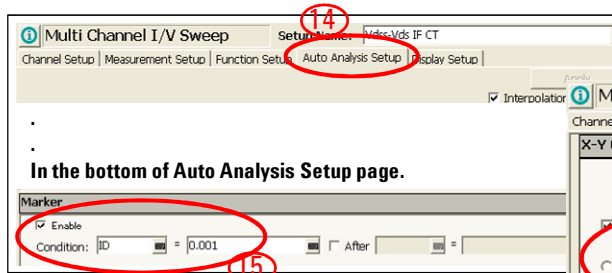 14
Multi Channel I/V Sweep Setup Name: Vdss-Vds IF CT
Channel Setup Measurement Setup Function Setup Auto Analysis Setup Display Setup
Apply
Interpolation M
Channe
X-Y
.
.
In the bottom of Auto Analysis Setup page.
Marker
Enable
Condition: ID = 0.001 After =
15